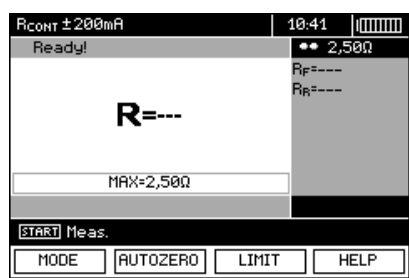 RCONT ±200mA 10:41
Ready! 2,50Ω
RF=---
RR=---
R=---
MAX=2,50Ω
START Meas.
MODE AUTOZERO LIMIT HELP